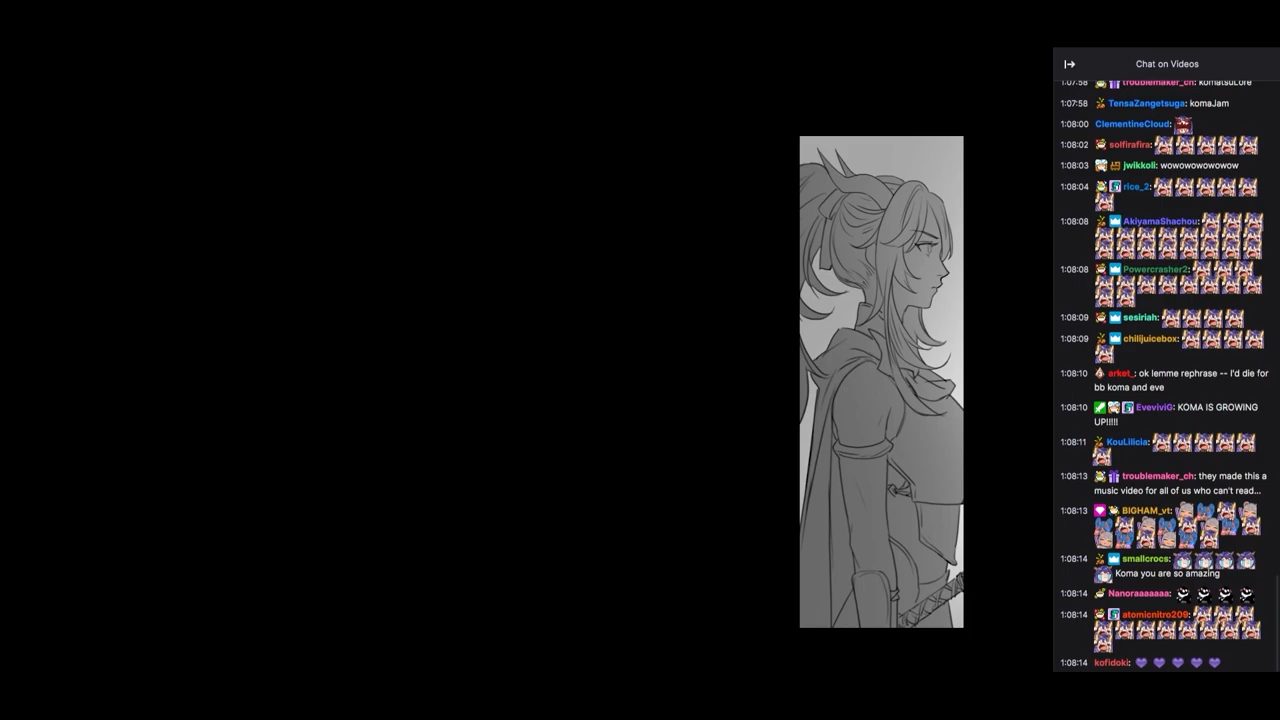 Chat on Videos
1:07:58 troublemaker_ch: komatsuLore
1:07:58 TensaZangetsuga: komaJam
1:08:00 ClementineCloud:
1:08:02 solfirafira:
1:08:03 jwikkoli: wowowowowowow
1:08:04 rice_2:
1:08:08 AkiyamaShachou:
1:08:08 Powercrasher2:
1:08:09 sesiriah:
1:08:09 chilijuicebox:
1:08:10 arket_: ok lemme rephrase -- I'd die for
bb koma and eve
1:08:10 EveviviG: KOMA IS GROWING
UP!!!!!
1:08:11 KouLilicia:
1:08:13 troublemaker_ch: they made this a
music video for all of us who can't read...
1:08:13 BIGHAM_vt:
1:08:14 smallcrocs:
Koma you are so amazing
1:08:14 Nanoraaaaaaa:
1:08:14 atomicnitro209:
1:08:14 kofidoki: